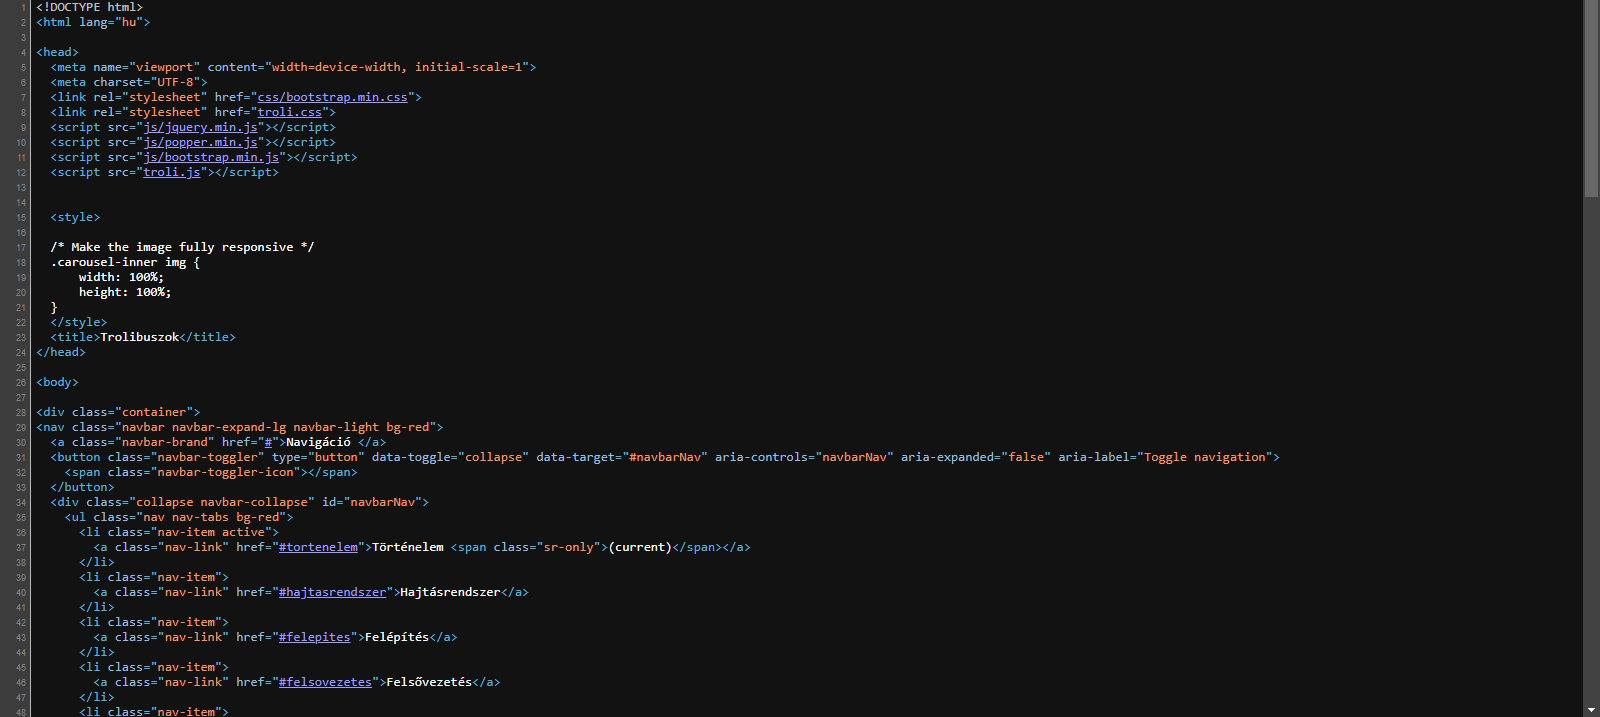 1 <!DOCTYPE html>
2 <html lang="hu">
3
4 <head>
5 <meta name="viewport" content="width=device-width, initial-scale=1">
6 <meta charset="UTF-8">
7 <link rel="stylesheet" href="css/bootstrap.min.css">
8 <link rel="stylesheet" href="troli.css">
9 <script src="js/jquery.min.js"></script>
10 <script src="js/popper.min.js"></script>
11 <script src="js/bootstrap.min.js"></script>
12 <script src="troli.js"></script>
13
14
15 <style>
16
17 /* Make the image fully responsive */
18 .carousel-inner img {
19 width: 100%;
20 height: 100%;
21 }
22 </style>
23 <title>Trolibuszok</title>
24 </head>
25
26 <body>
27
28 <div class="container">
29 <nav class="navbar navbar-expand-lg navbar-light bg-red">
30 <a class="navbar-brand" href="#">Navigáció </a>
31 <button class="navbar-toggler" type="button" data-toggle="collapse" data-target="#navbarNav" aria-controls="navbarNav" aria-expanded="false" aria-label="Toggle navigation">
32 <span class="navbar-toggler-icon"></span>
33 </button>
34 <div class="collapse navbar-collapse" id="navbarNav">
35 <ul class="nav nav-tabs bg-red">
36 <li class="nav-item active">
37 <a class="nav-link" href="#tortenelem">Történelem <span class="sr-only">(current)</span></a>
38 </li>
39 <li class="nav-item">
40 <a class="nav-link" href="#hajtasrendszer">Hajtásrendszer</a>
41 </li>
42 <li class="nav-item">
43 <a class="nav-link" href="#felepites">Felépítés</a>
44 </li>
45 <li class="nav-item">
46 <a class="nav-link" href="#felsovezetes">Felsővezetés</a>
47 </li>
48 <li class="nav-item">